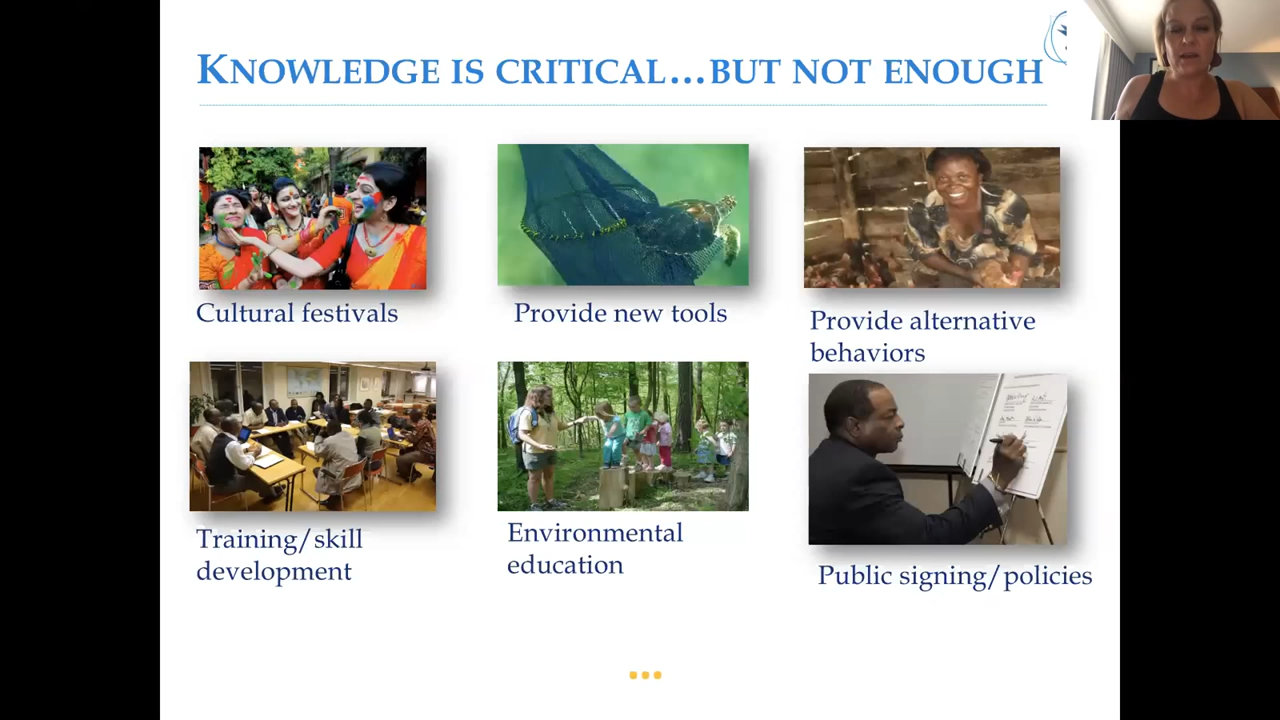 KNOWLEDGE IS CRITICAL...BUT NOT ENOUGH
Cultural festivals
Provide new tools
Provide alternative
behaviors
Training/skill
development
Environmental
education
Public signing/policies